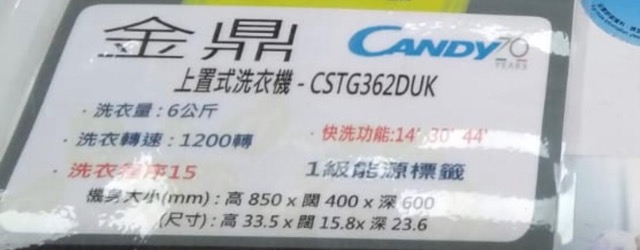 金鼎 CANDY 70 YEARS
上置式洗衣機 - CSTG362DUK
· 洗衣量 : 6公斤
· 洗衣轉速 : 1200轉 · 快洗功能:14' 30' 44'
· 洗衣程序15 1級能源標籤
機身大小(mm) : 高 850 x 闊 400 x 深 600
(尺寸) : 高 33.5 x 闊 15.8x 深 23.6